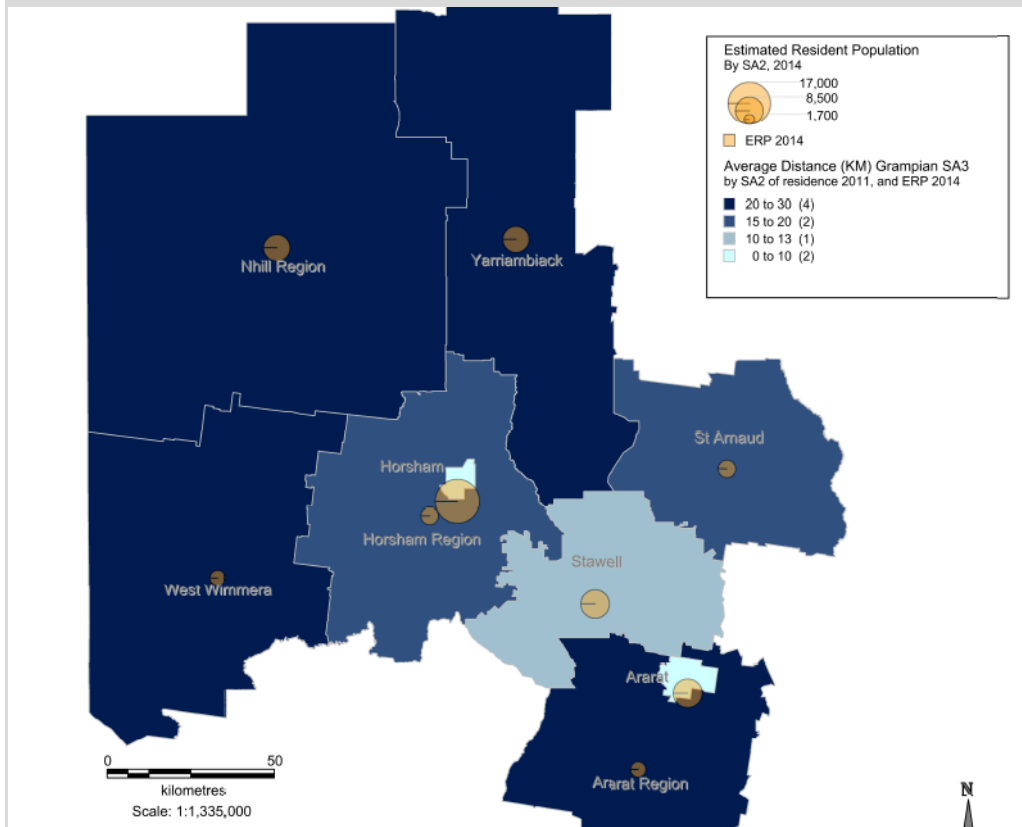 Estimated Resident Population
By SA2, 2014
17,000
8,500
1,700
ERP 2014
Average Distance (KM) Grampian SA3
by SA2 of residence 2011, and ERP 2014
20 to 30 (4)
15 to 20 (2)
10 to 13 (1)
0 to 10 (2)
Nhill Region
Yarriambiack
St Arnaud
Horsham
Horsham Region
Stawell
West Wimmera
Ararat
Ararat Region
0 50
kilometres
Scale: 1:1,335,000
N